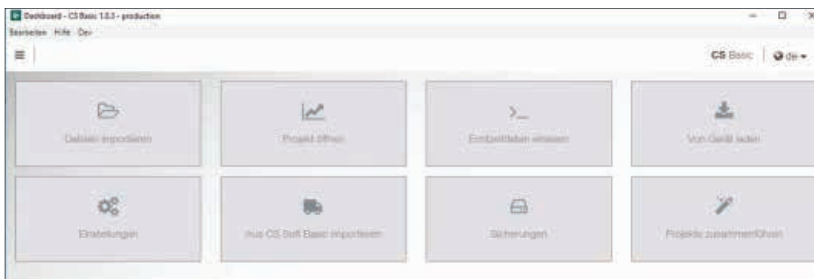 Dashboard - CS Basic 1.0.3 - production
Bearbeiten Hilfe Dev
CS Basic de
Dateien importieren
Projekt öffnen
Echtzeitdaten einlesen
Von Gerät laden
Einstellungen
Aus CS Soft Basic importieren
Sicherungen
Projekte zusammenführen